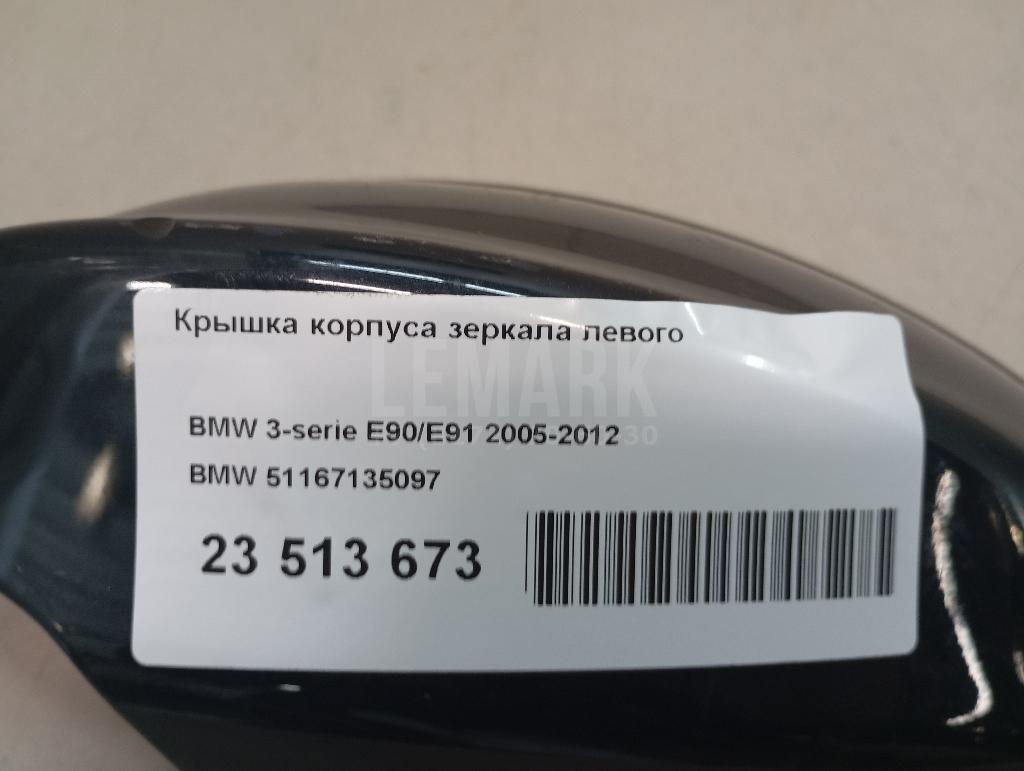 Крышка корпуса зеркала левого
LEMARK
BMW 3-serie E90/E91 2005-2012
BMW 51167135097
23 513 673